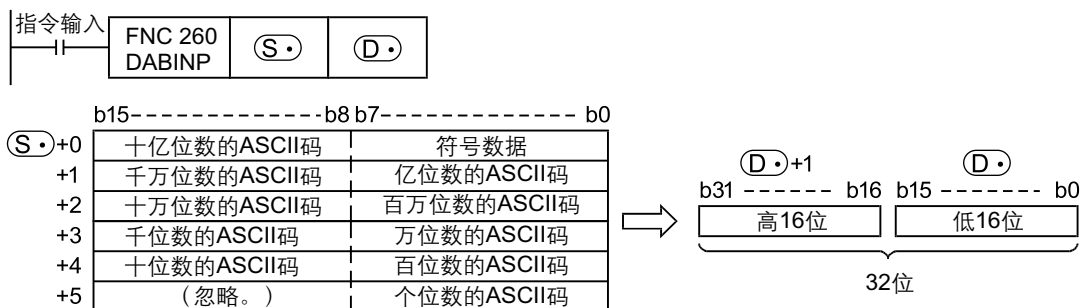 指令输入
FNC 260
DABINP
S·
D·
b15 b8 b7 b0
S· +0 十亿位数的ASCII码 符号数据
+1 千万位数的ASCII码 亿位数的ASCII码
+2 十万位数的ASCII码 百万位数的ASCII码
+3 千位数的ASCII码 万位数的ASCII码
+4 十位数的ASCII码 百位数的ASCII码
+5 （忽略。） 个位数的ASCII码
D· +1 D·
b31 b16 b15 b0
高16位 低16位
32位